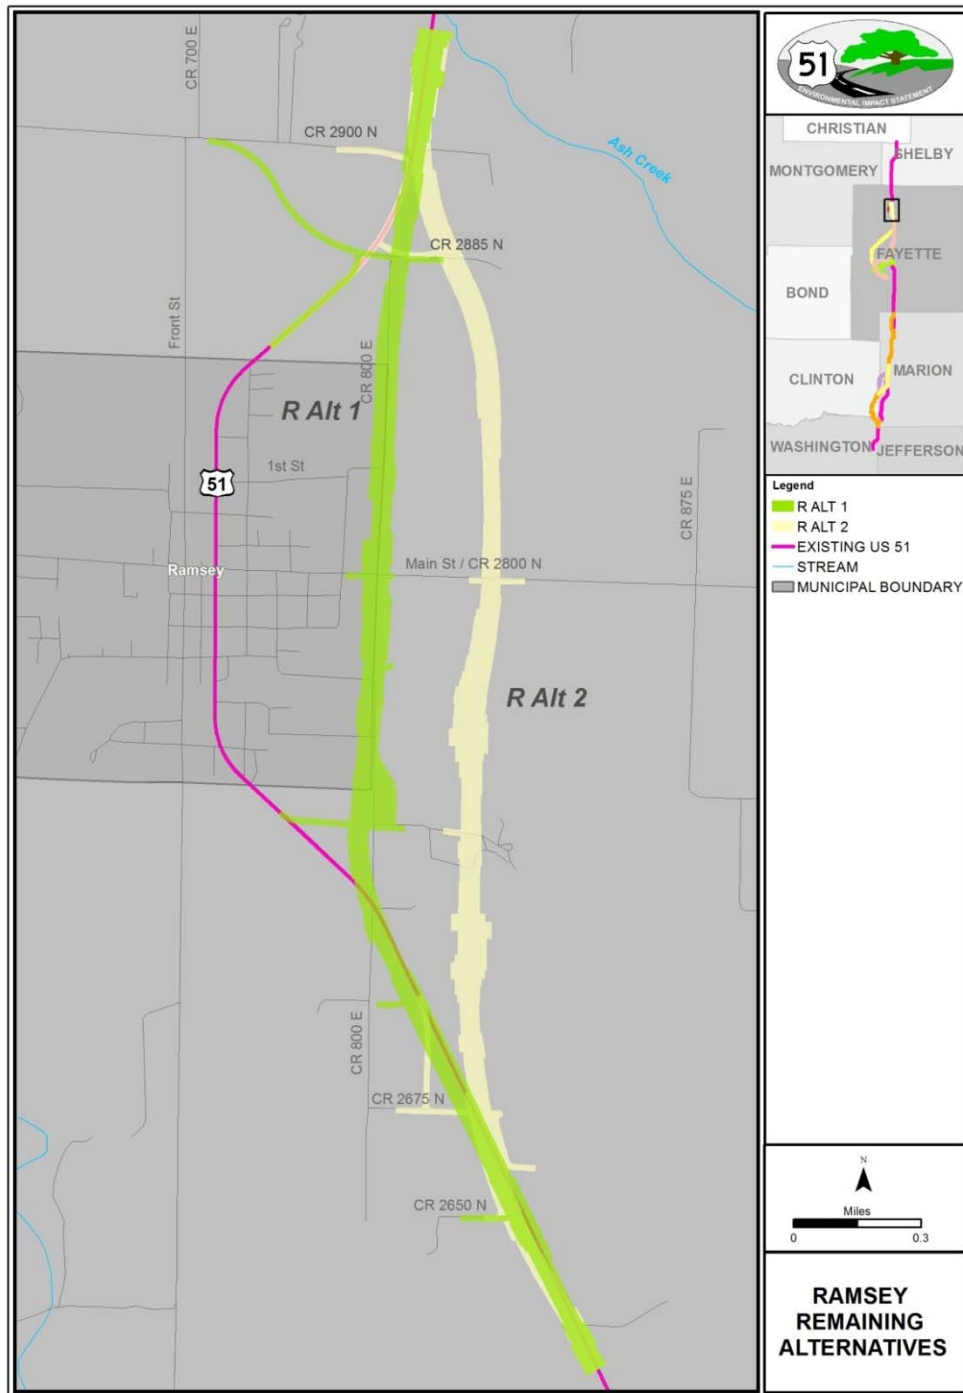 CR 700 E
CR 2900 N
Ash Creek
CR 2885 N
Front St
CR 800 E
R Alt 1
1st St
51
CR 875 E
Main St / CR 2800 N
Ramsey
R Alt 2
CR 800 E
CR 2675 N
CR 2650 N
51
ENVIRONMENTAL IMPACT STATEMENT
CHRISTIAN
SHELBY
MONTGOMERY
FAYETTE
BOND
MARION
CLINTON
WASHINGTON
JEFFERSON
Legend
R ALT 1
R ALT 2
EXISTING US 51
STREAM
MUNICIPAL BOUNDARY
N
Miles
0 0.3
RAMSEY
REMAINING
ALTERNATIVES